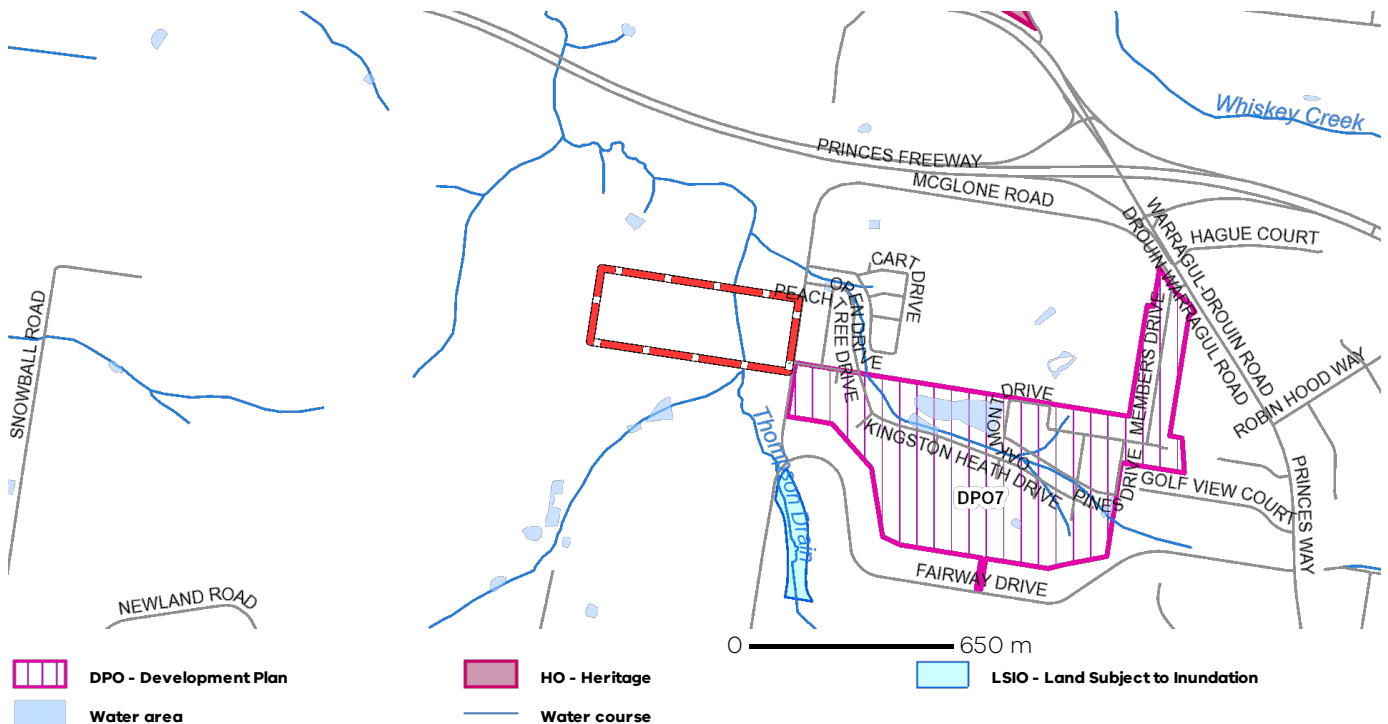 Whiskey Creek
PRINCES FREEWAY
MCGLONE ROAD
WARRAGUL-DROUIN ROAD
DROUIN-WARRAGUL ROAD
HAGUE COURT
CART DRIVE
OPEN DRIVE
PEACH TREE DRIVE
SNOWBALL ROAD
MEMBERS DRIVE
ROBIN HOOD WAY
DRIVE
OAKMONT
Thompson Drain
KINGSTON HEATH DRIVE
DPO7
PINES DRIVE
GOLF VIEW COURT
PRINCES WAY
FAIRWAY DRIVE
NEWLAND ROAD
0 650 m
DPO - Development Plan
HO - Heritage
LSIO - Land Subject to Inundation
Water area
Water course